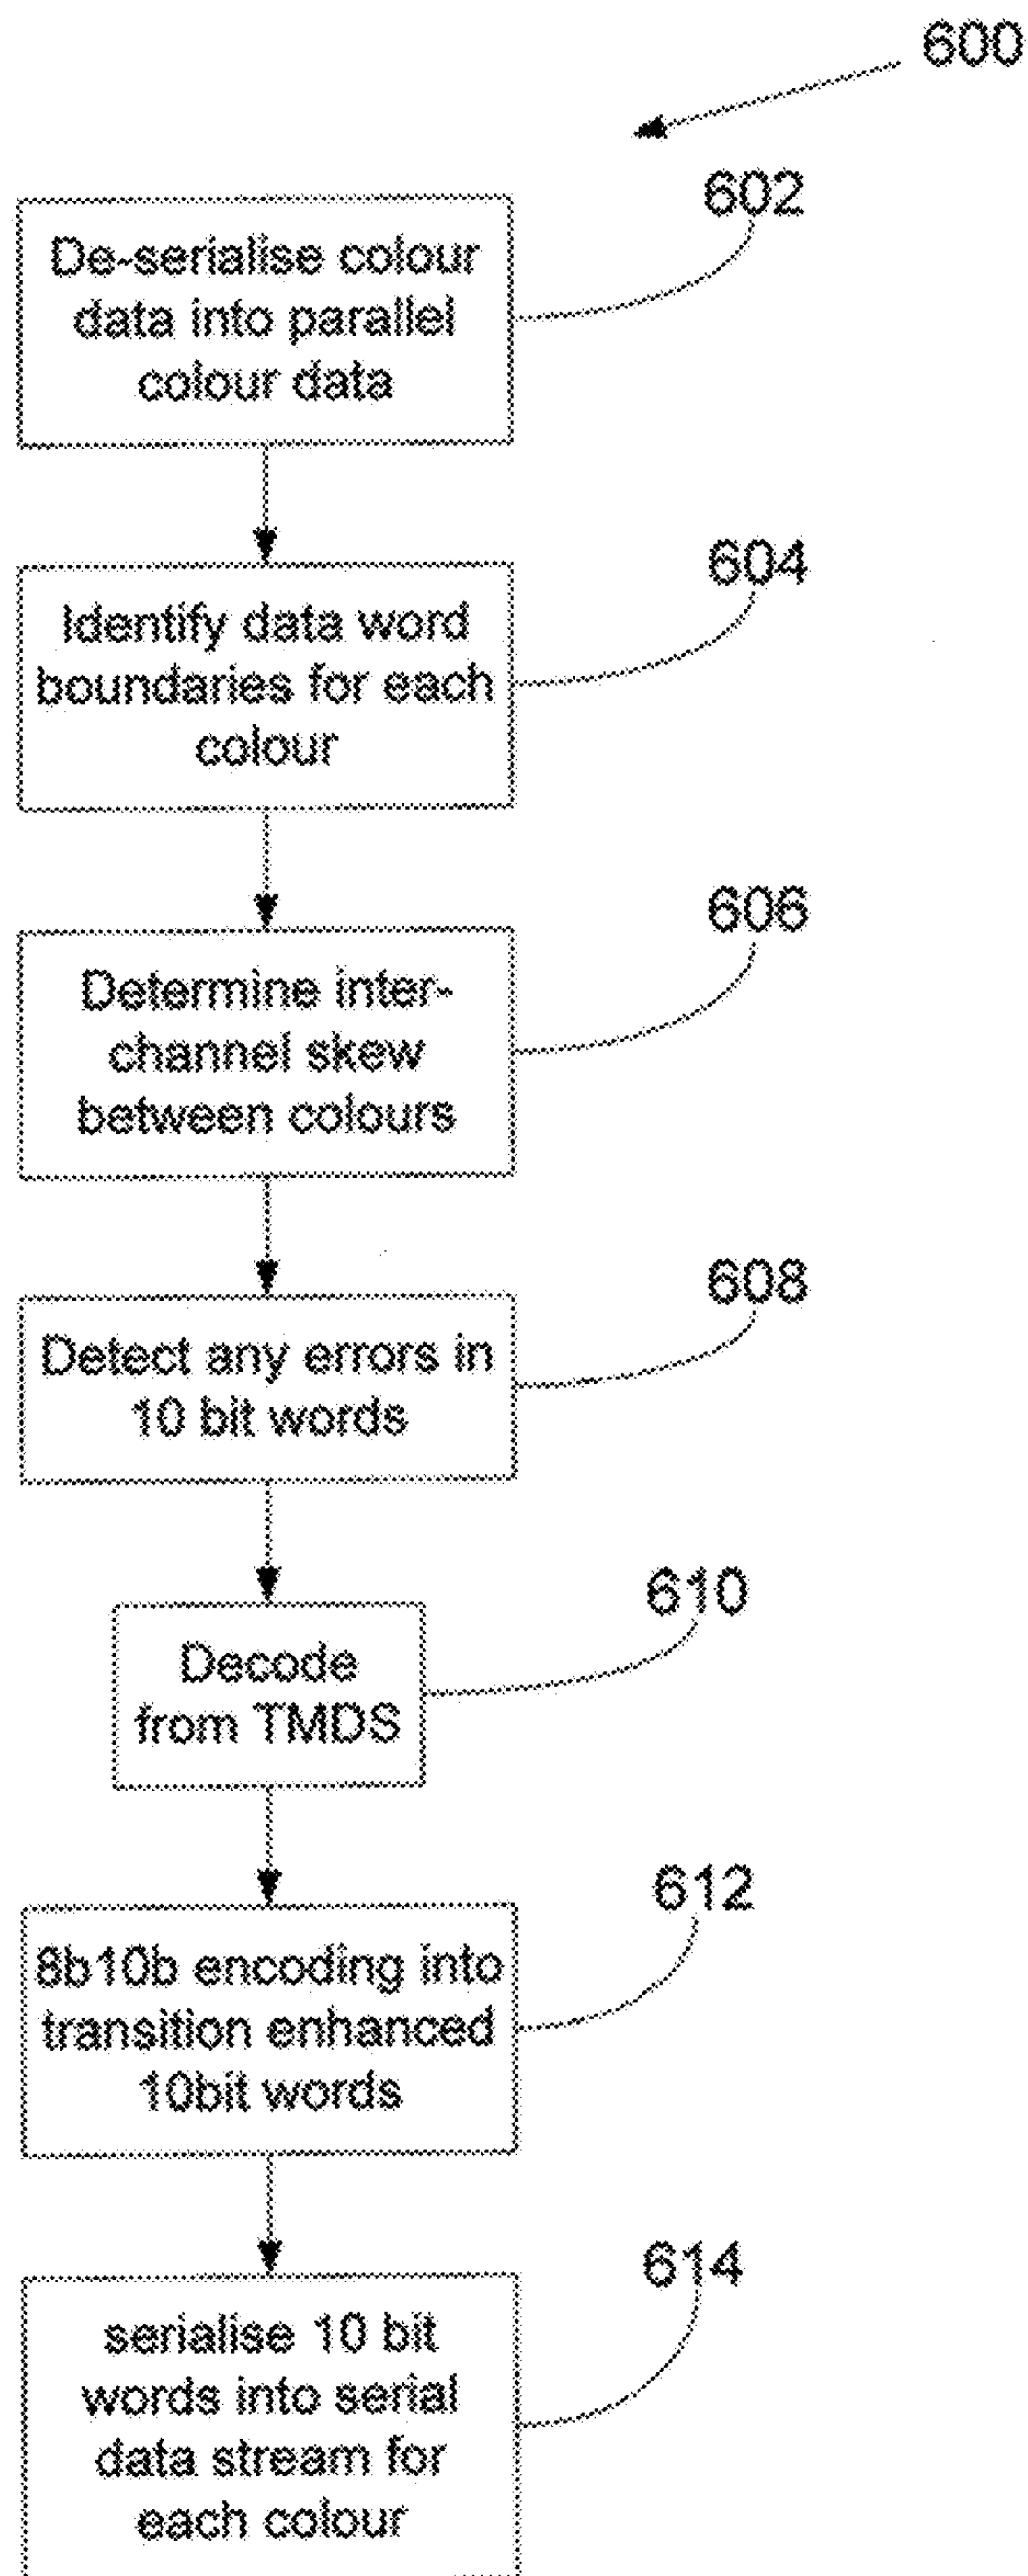 600
602
De-serialise colour
data into parallel
colour data
604
Identify data word
boundaries for each
colour
606
Determine inter-
channel skew
between colours
608
Detect any errors in
10 bit words
610
Decode
from TMDS
612
8b10b encoding into
transition enhanced
10bit words
614
serialise 10 bit
words into serial
data stream for
each colour